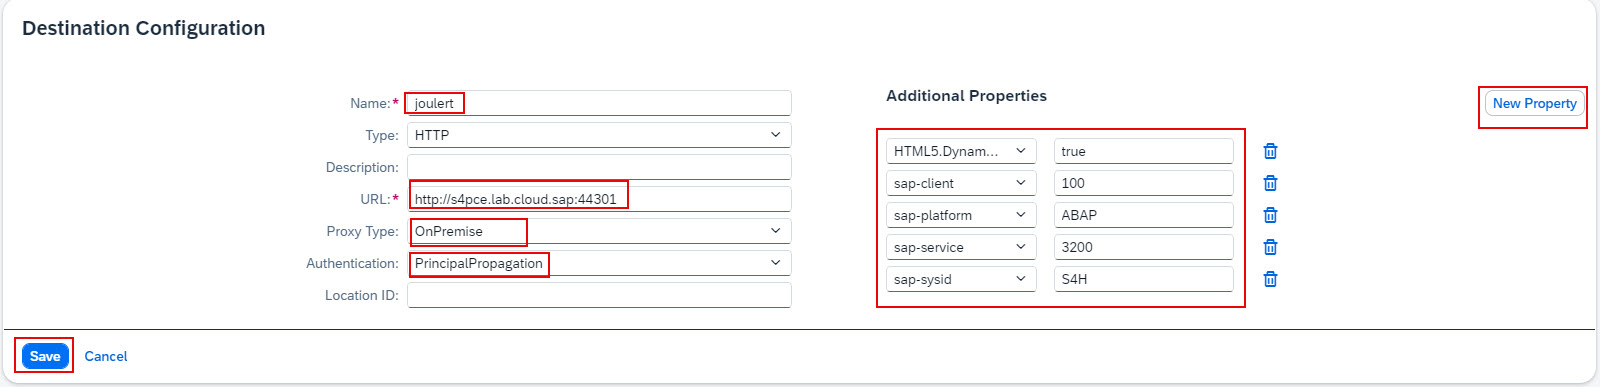 Destination Configuration
Name:* joulert
Type: HTTP
Description:
URL:* http://s4pce.lab.cloud.sap:44301
Proxy Type: OnPremise
Authentication: PrincipalPropagation
Location ID:
Additional Properties
New Property
HTML5.Dynam... true
sap-client 100
sap-platform ABAP
sap-service 3200
sap-sysid S4H
Save Cancel